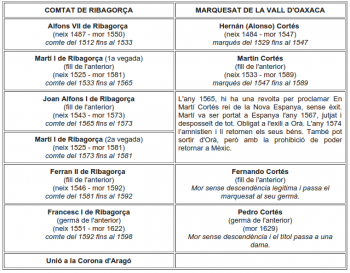 COMTAT DE RIBAGORÇA
MARQUESAT DE LA VALL D'OAXACA
Alfons VII de Ribagorça
(neix 1487 - mor 1550)
comte del 1512 fins al 1533
Hernán (Alonso) Cortés
(neix 1484 - mor 1547)
marquès del 1529 fins al 1547
Martí I de Ribagorça (1a vegada)
(fill de l'anterior)
(neix 1525 - mor 1581)
comte del 1533 fins al 1565
Martín Cortés
(fill de l'anterior)
(neix 1533 - mor 1589)
marquès del 1547 fins al 1589
Joan Alfons I de Ribagorça
(fill de l'anterior)
(neix 1543 - mor 1573)
comte del 1565 fins el 1573
L'any 1565, hi ha una revolta per proclamar En
Martí Cortés rei de la Nova Espanya, sense èxit.
Martí va ser portat a Espanya l'any 1567, jutjat i
desposseït de tot. Obligat a l'exili a Orà. L'any 1574
l'amnistien i li retornen els seus béns. També pot
sortir d'Orà, però amb la prohibició de poder
retornar a Mèxic.
Martí I de Ribagorça (2a vegada)
(neix 1525 - mor 1581)
comte del 1573 fins al 1581
Ferran II de Ribagorça
(fill de l'anterior)
(neix 1546 - mor 1592)
comte del 1581 fins al 1592
Fernando Cortés
(fill de l'anterior)
Mor sense descendència legítima i passa el
marquesat al seu germà.
Francesc I de Ribagorça
(germà de l'anterior)
(neix 1551 - mor 1622)
comte del 1592 fins al 1598
Pedro Cortés
(germà de l'anterior)
(mor 1629)
Mor sense descendència i el títol passa a una
dama.
Unió a la Corona d'Aragó